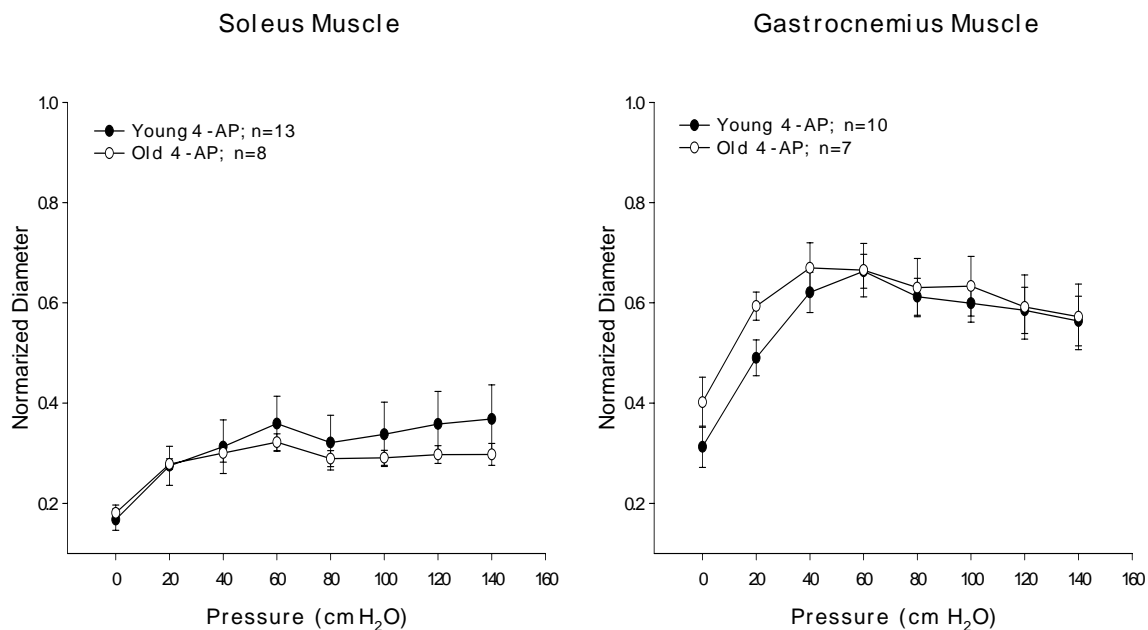 Soleus Muscle
1.0
Young 4-AP; n=13
Old 4-AP; n=8
0.8
0.6
0.4
0.2
Normarized Diameter
0 20 40 60 80 100 120 140 160
Pressure (cm H₂O)
Gastrocnemius Muscle
1.0
Young 4-AP; n=10
Old 4-AP; n=7
0.8
0.6
0.4
0.2
Normarized Diameter
0 20 40 60 80 100 120 140 160
Pressure (cm H₂O)